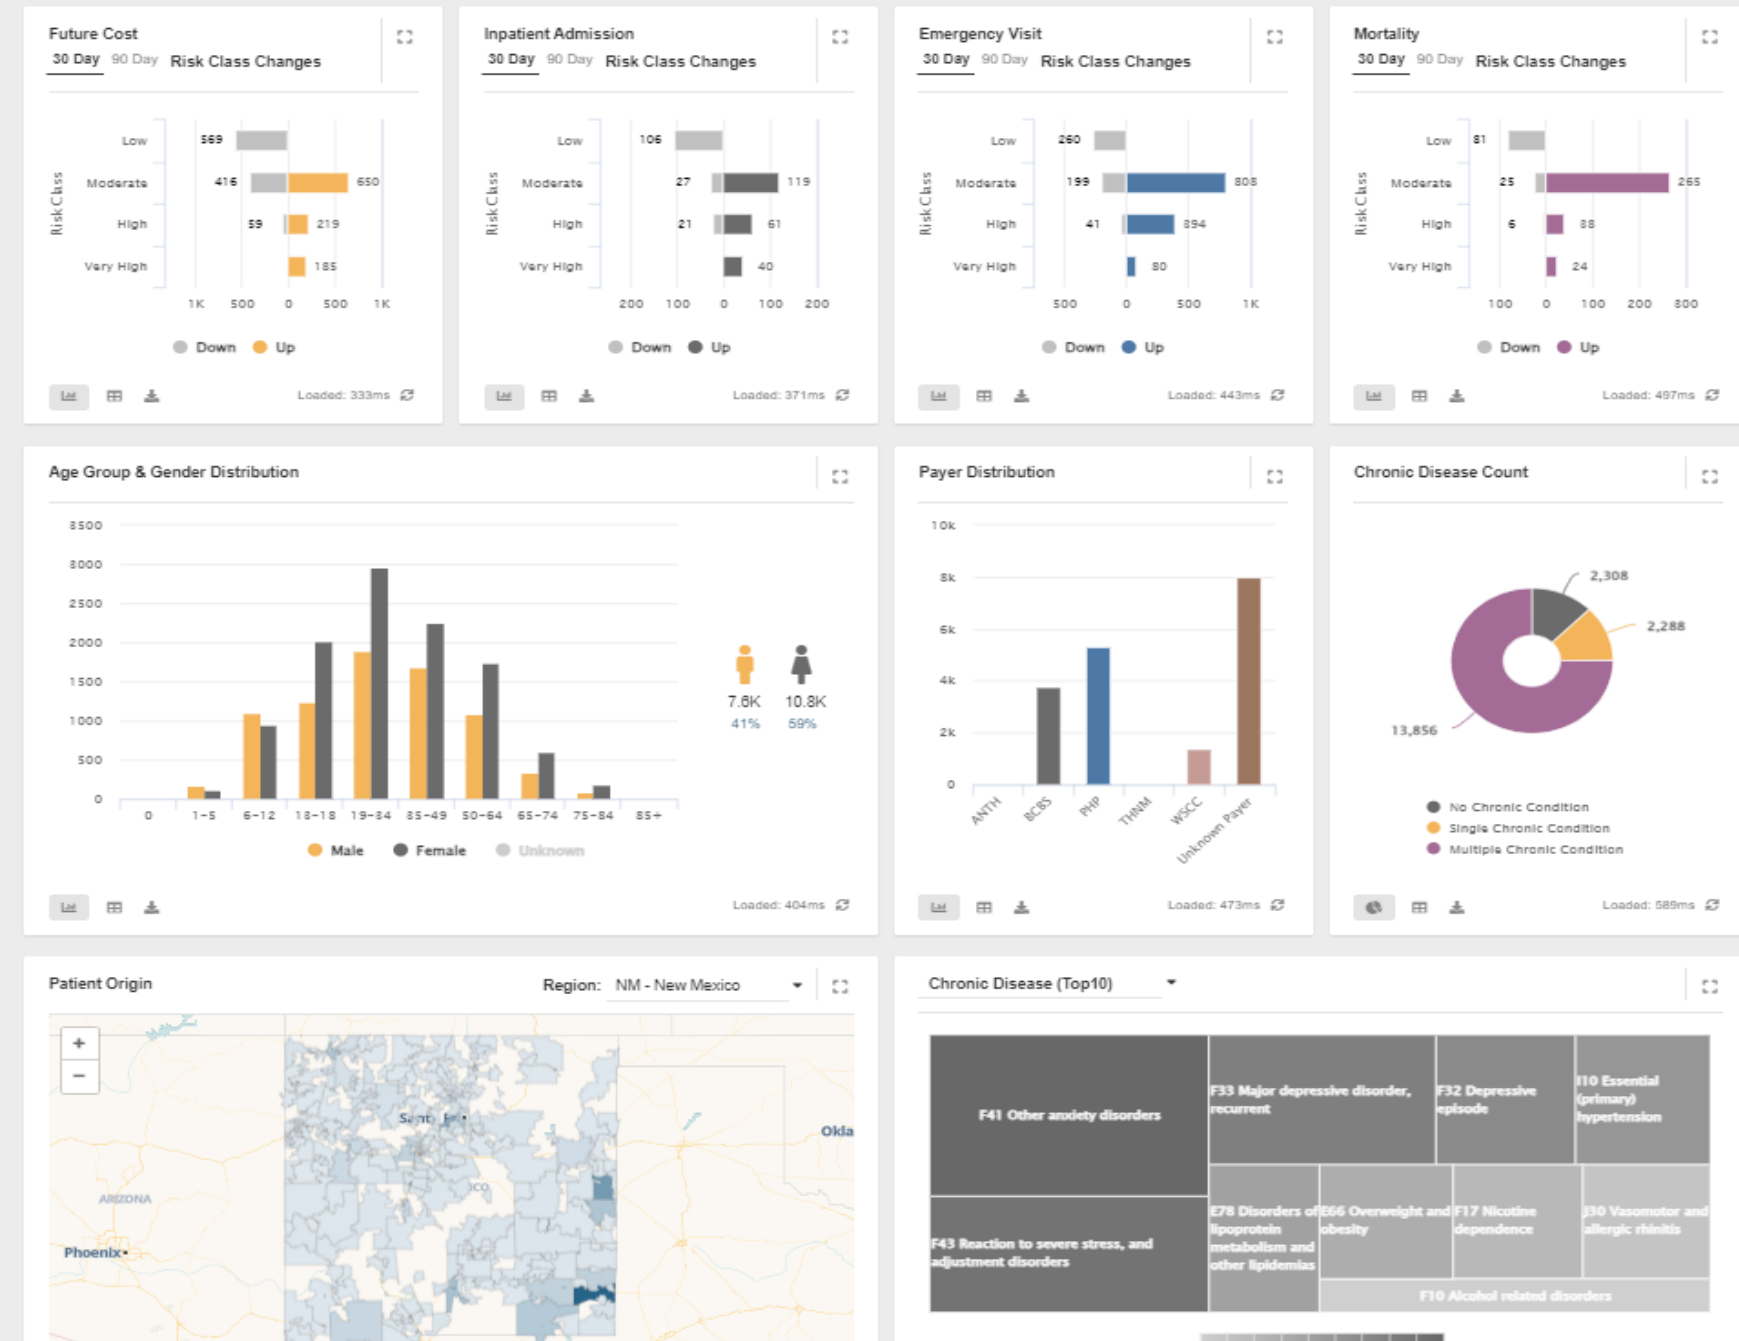 Future Cost
30 Day 90 Day Risk Class Changes
RiskClass
Low 569
Moderate 416 650
High 59 219
Very High 185
1K 500 0 500 1K
Down Up
Loaded: 333ms
Inpatient Admission
30 Day 90 Day Risk Class Changes
RiskClass
Low 106
Moderate 27 119
High 21 61
Very High 40
200 100 0 100 200
Down Up
Loaded: 371ms
Emergency Visit
30 Day 90 Day Risk Class Changes
RiskClass
Low 260
Moderate 199 808
High 41 394
Very High 80
500 0 500 1K
Down Up
Loaded: 443ms
Mortality
30 Day 90 Day Risk Class Changes
RiskClass
Low 81
Moderate 25 265
High 6 38
Very High 24
100 0 100 200 300
Down Up
Loaded: 497ms
Age Group & Gender Distribution
3500
3000
2500
2000
1500
1000
500
0
0 1-5 6-12 13-18 19-34 35-49 50-64 65-74 75-84 85+
Male Female Unknown
7.6K 10.8K
41% 59%
Loaded: 404ms
Payer Distribution
10k
8k
6k
4k
2k
0
ANTH BCBS PHP THNM WSCC Unknown Payer
Loaded: 473ms
Chronic Disease Count
2,308
2,288
13,856
No Chronic Condition
Single Chronic Condition
Multiple Chronic Condition
Loaded: 589ms
Patient Origin
Region: NM - New Mexico
+
−
Santa Fe
Okla
ICO
ARIZONA
Phoenix
Chronic Disease (Top10)
F41 Other anxiety disorders
F43 Reaction to severe stress, and
adjustment disorders
F33 Major depressive disorder,
recurrent
F32 Depressive
episode
I10 Essential
(primary)
hypertension
E78 Disorders of
lipoprotein
metabolism and
other lipidemias
E66 Overweight and
obesity
F17 Nicotine
dependence
J30 Vasomotor and
allergic rhinitis
F10 Alcohol related disorders